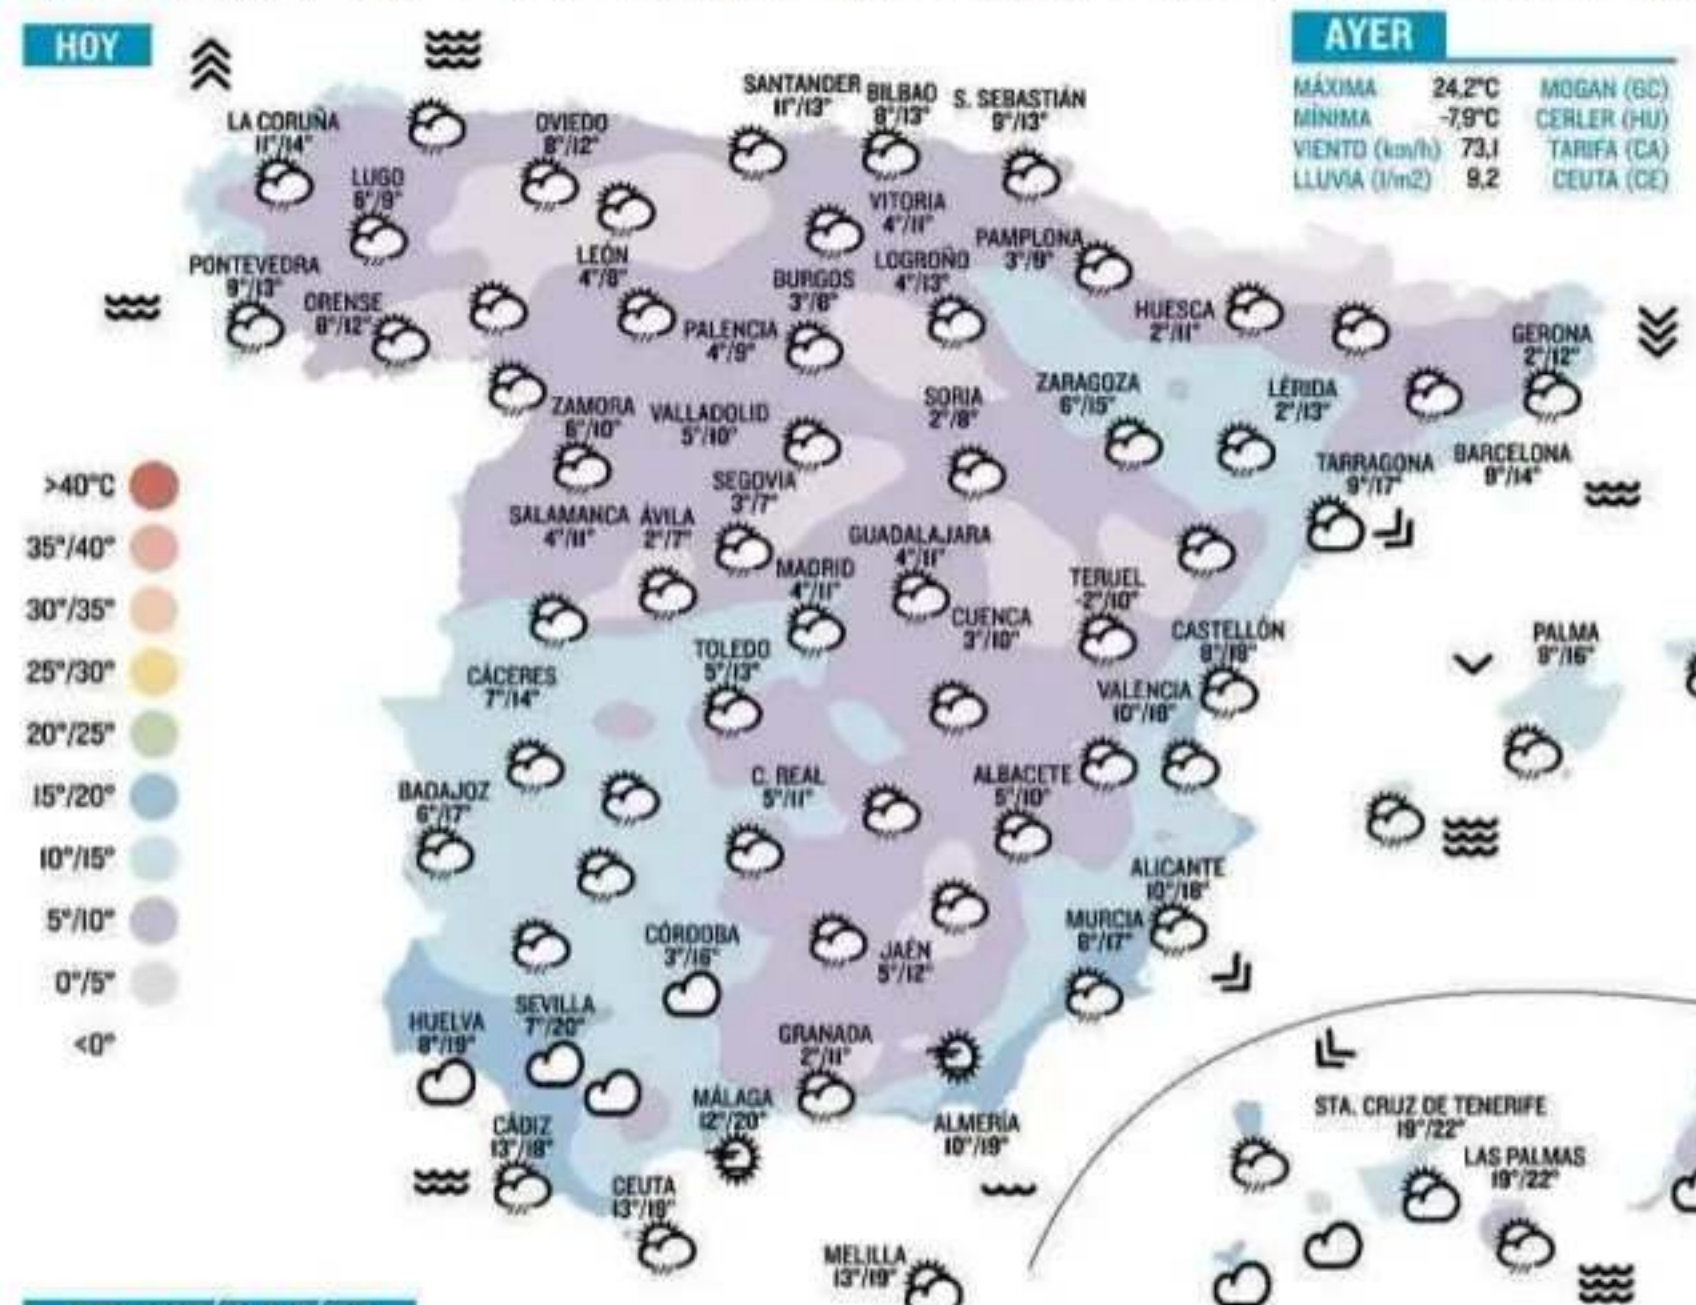 HOY
AYER
MÁXIMA 24,2°C MOGAN (GC)
MÍNIMA -7,9°C CERLER (HU)
VIENTO (km/h) 73,1 TARIFA (CA)
LLUVIA (l/m2) 9,2 CEUTA (CE)
SANTANDER
11°/13°
BILBAO
8°/13°
S. SEBASTIÁN
9°/13°
LA CORUÑA
11°/14°
OVIEDO
8°/12°
LUGO
6°/9°
VITORIA
4°/11°
PAMPLONA
3°/9°
PONTEVEDRA
9°/13°
ORENSE
8°/12°
LEÓN
4°/8°
BURGOS
3°/8°
LOGROÑO
4°/13°
HUESCA
2°/11°
GERONA
2°/12°
PALENCIA
4°/9°
ZARAGOZA
6°/15°
LÉRIDA
2°/13°
SORIA
2°/8°
ZAMORA
6°/10°
VALLADOLID
5°/10°
TARRAGONA
9°/17°
BARCELONA
9°/14°
SEGOVIA
3°/7°
SALAMANCA
4°/11°
ÁVILA
2°/7°
GUADALAJARA
4°/11°
MADRID
4°/11°
TERUEL
-2°/10°
CUENCA
3°/10°
CASTELLÓN
8°/18°
PALMA
9°/16°
TOLEDO
5°/13°
CÁCERES
7°/14°
VALENCIA
10°/18°
C. REAL
5°/11°
ALBACETE
5°/10°
BADAJOZ
6°/17°
ALICANTE
10°/18°
MURCIA
8°/17°
CÓRDOBA
3°/16°
JAÉN
5°/12°
SEVILLA
7°/20°
HUELVA
8°/19°
GRANADA
2°/11°
MÁLAGA
12°/20°
ALMERÍA
10°/19°
CÁDIZ
13°/18°
CEUTA
13°/19°
MELILLA
13°/19°
STA. CRUZ DE TENERIFE
19°/22°
LAS PALMAS
19°/22°
>40°C
35°/40°
30°/35°
25°/30°
20°/25°
15°/20°
10°/15°
5°/10°
0°/5°
<0°